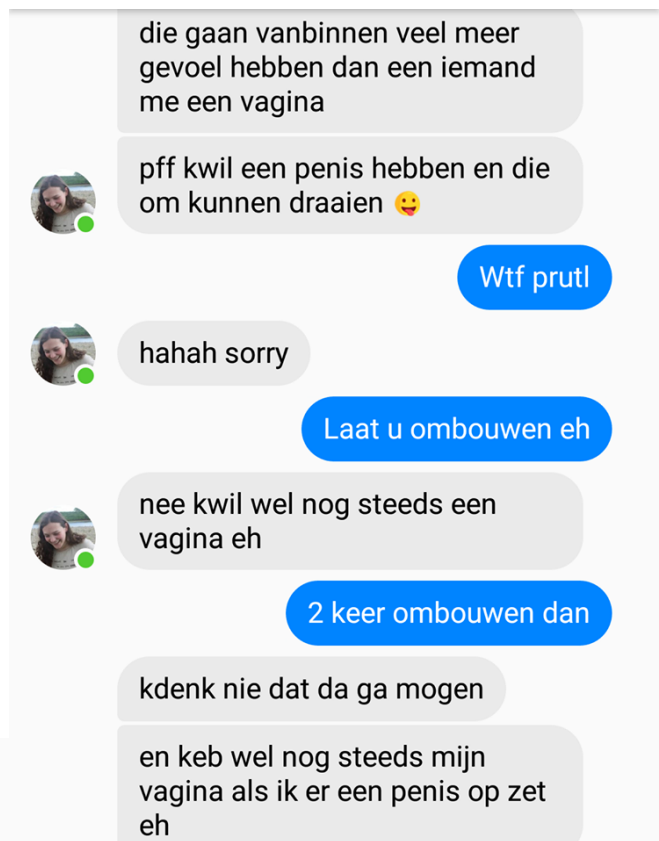 die gaan vanbinnen veel meer
gevoel hebben dan een iemand
me een vagina
pff kwil een penis hebben en die
om kunnen draaien 😜
Wtf prutl
hahah sorry
Laat u ombouwen eh
nee kwil wel nog steeds een
vagina eh
2 keer ombouwen dan
kdenk nie dat da ga mogen
en keb wel nog steeds mijn
vagina als ik er een penis op zet
eh